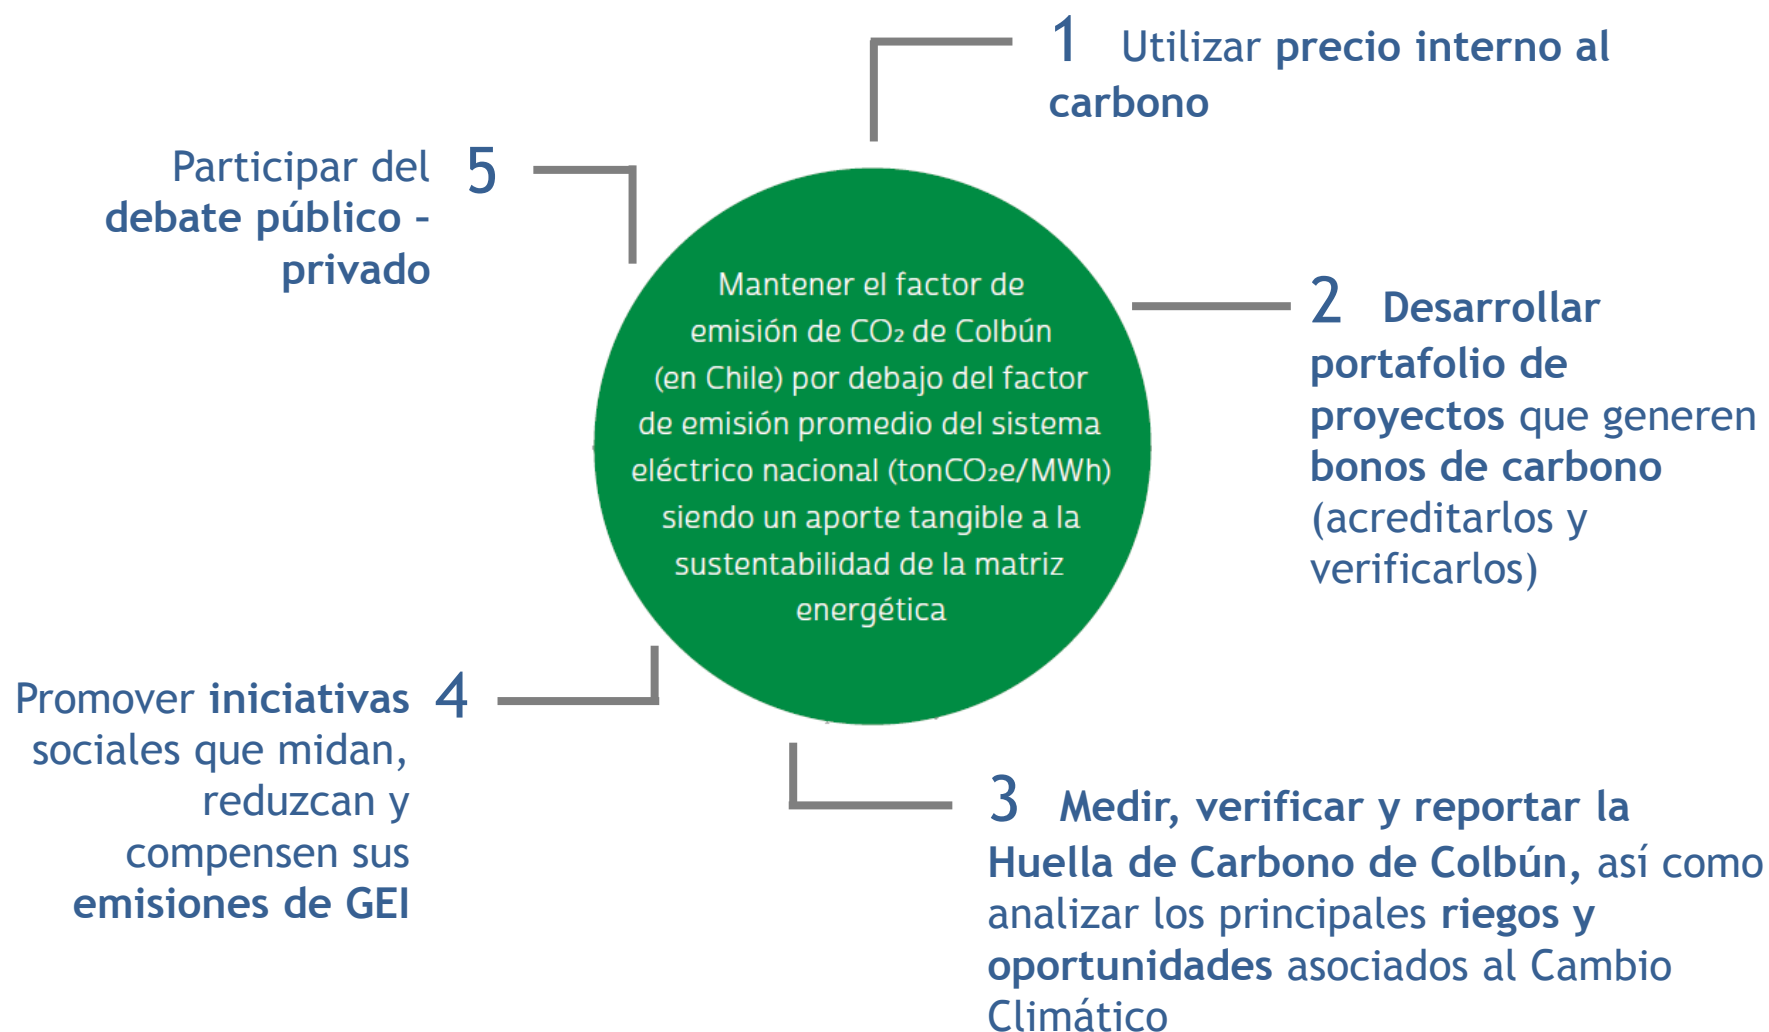 1 Utilizar precio interno al
carbono
Participar del 5
debate público –
privado
Mantener el factor de
emisión de CO₂ de Colbún
(en Chile) por debajo del factor
de emisión promedio del sistema
eléctrico nacional (tonCO₂e/MWh)
siendo un aporte tangible a la
sustentabilidad de la matriz
energética
2 Desarrollar
portafolio de
proyectos que generen
bonos de carbono
(acreditarlos y
verificarlos)
3 Medir, verificar y reportar la
Huella de Carbono de Colbún, así como
analizar los principales riegos y
oportunidades asociados al Cambio
Climático
Promover iniciativas 4
sociales que midan,
reduzcan y
compensen sus
emisiones de GEI